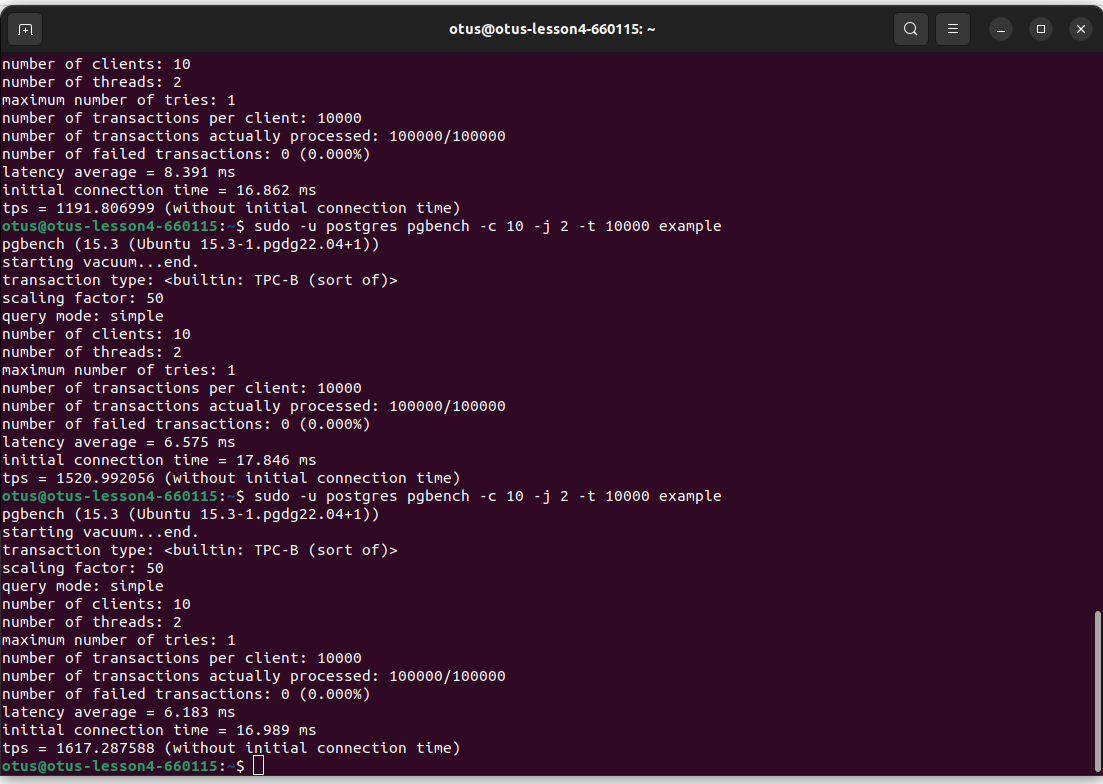 otus@otus-lesson4-660115: ~
number of clients: 10
number of threads: 2
maximum number of tries: 1
number of transactions per client: 10000
number of transactions actually processed: 100000/100000
number of failed transactions: 0 (0.000%)
latency average = 8.391 ms
initial connection time = 16.862 ms
tps = 1191.806999 (without initial connection time)
otus@otus-lesson4-660115:~$ sudo -u postgres pgbench -c 10 -j 2 -t 10000 example
pgbench (15.3 (Ubuntu 15.3-1.pgdg22.04+1))
starting vacuum...end.
transaction type: <builtin: TPC-B (sort of)>
scaling factor: 50
query mode: simple
number of clients: 10
number of threads: 2
maximum number of tries: 1
number of transactions per client: 10000
number of transactions actually processed: 100000/100000
number of failed transactions: 0 (0.000%)
latency average = 6.575 ms
initial connection time = 17.846 ms
tps = 1520.992056 (without initial connection time)
otus@otus-lesson4-660115:~$ sudo -u postgres pgbench -c 10 -j 2 -t 10000 example
pgbench (15.3 (Ubuntu 15.3-1.pgdg22.04+1))
starting vacuum...end.
transaction type: <builtin: TPC-B (sort of)>
scaling factor: 50
query mode: simple
number of clients: 10
number of threads: 2
maximum number of tries: 1
number of transactions per client: 10000
number of transactions actually processed: 100000/100000
number of failed transactions: 0 (0.000%)
latency average = 6.183 ms
initial connection time = 16.989 ms
tps = 1617.287588 (without initial connection time)
otus@otus-lesson4-660115:~$